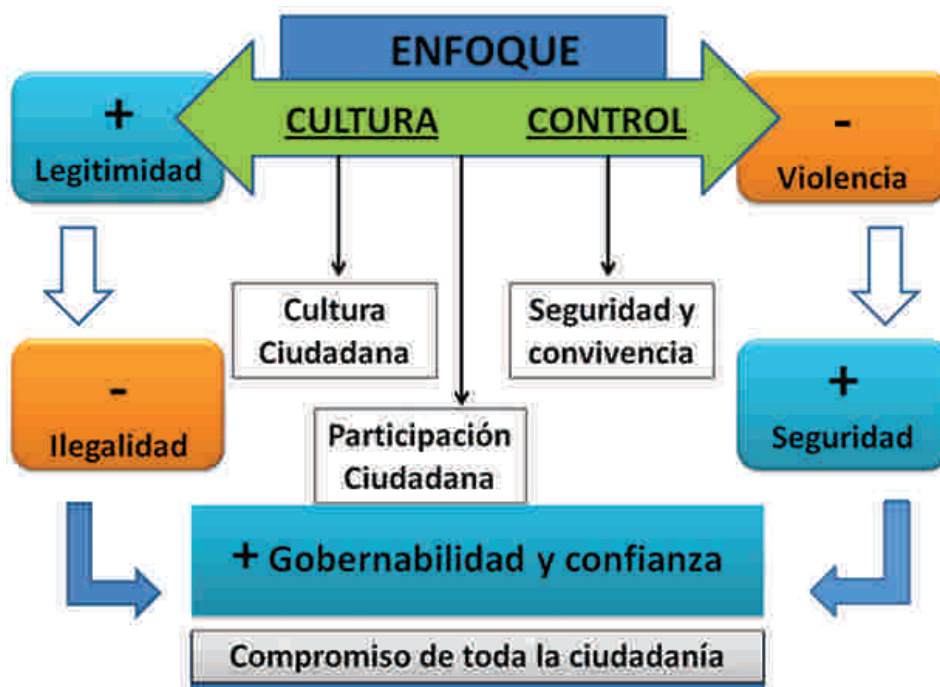 ENFOQUE
CULTURA CONTROL
+
Legitimidad
-
Violencia
Cultura
Ciudadana
Seguridad y
convivencia
-
Ilegalidad
+
Seguridad
Participación
Ciudadana
+ Gobernabilidad y confianza
Compromiso de toda la ciudadanía